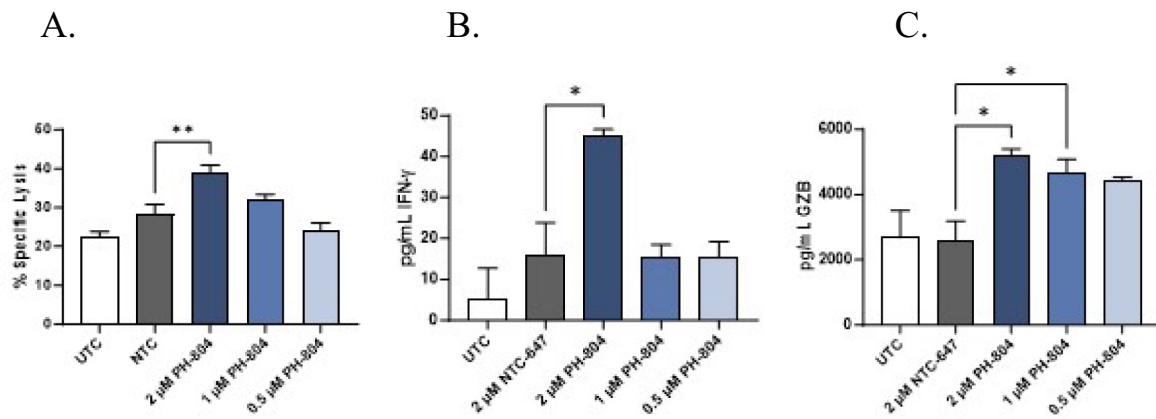 A.
B.
C.
**
% Specific Lysis
60
40
30
20
10
0
UTC
NTC
2 µM PH-804
1 µM PH-804
0.5 µM PH-804
*
pg/mL IFN-γ
50
40
30
20
10
0
UTC
2 µM NTC-647
2 µM PH-804
1 µM PH-804
0.5 µM PH-804
*
*
pg/mL GZB
6000
4000
2000
0
UTC
2 µM NTC-647
2 µM PH-804
1 µM PH-804
0.5 µM PH-804